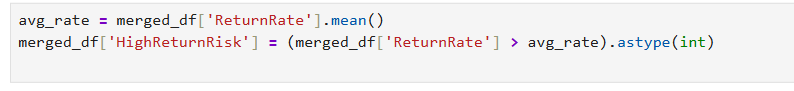 avg_rate = merged_df['ReturnRate'].mean()
merged_df['HighReturnRisk'] = (merged_df['ReturnRate'] > avg_rate).astype(int)